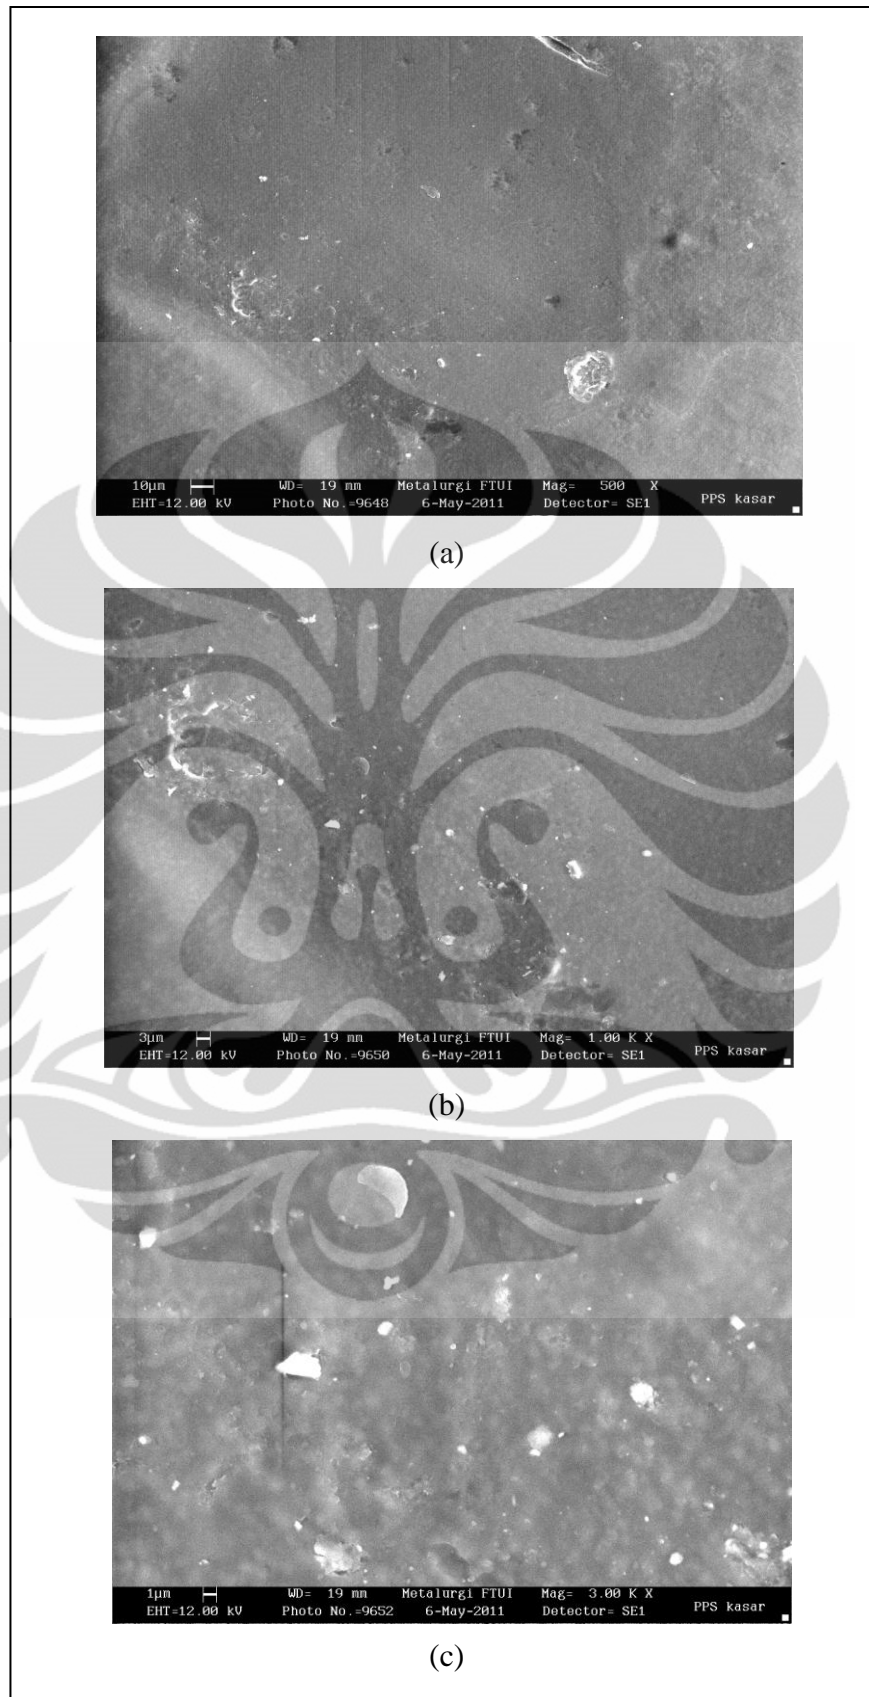 10µm WD= 19 mm Metalurgi FTUI Mag= 500 X
EHT=12.00 kV Photo No.=9648 6-May-2011 Detector= SE1 PPS kasar
(a)
3µm WD= 19 mm Metalurgi FTUI Mag= 1.00 K X
EHT=12.00 kV Photo No.=9650 6-May-2011 Detector= SE1 PPS kasar
(b)
1µm WD= 19 mm Metalurgi FTUI Mag= 3.00 K X
EHT=12.00 kV Photo No.=9652 6-May-2011 Detector= SE1 PPS kasar
(c)